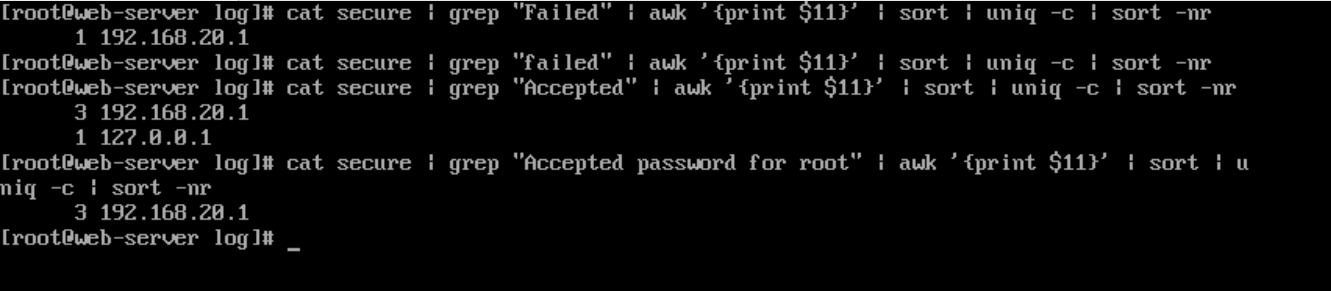 [root@web-server log]# cat secure | grep "Failed" | awk '{print $11}' | sort | uniq -c | sort -nr
1 192.168.20.1
[root@web-server log]# cat secure | grep "failed" | awk '{print $11}' | sort | uniq -c | sort -nr
[root@web-server log]# cat secure | grep "Accepted" | awk '{print $11}' | sort | uniq -c | sort -nr
3 192.168.20.1
1 127.0.0.1
[root@web-server log]# cat secure | grep "Accepted password for root" | awk '{print $11}' | sort | u
niq -c | sort -nr
3 192.168.20.1
[root@web-server log]# _